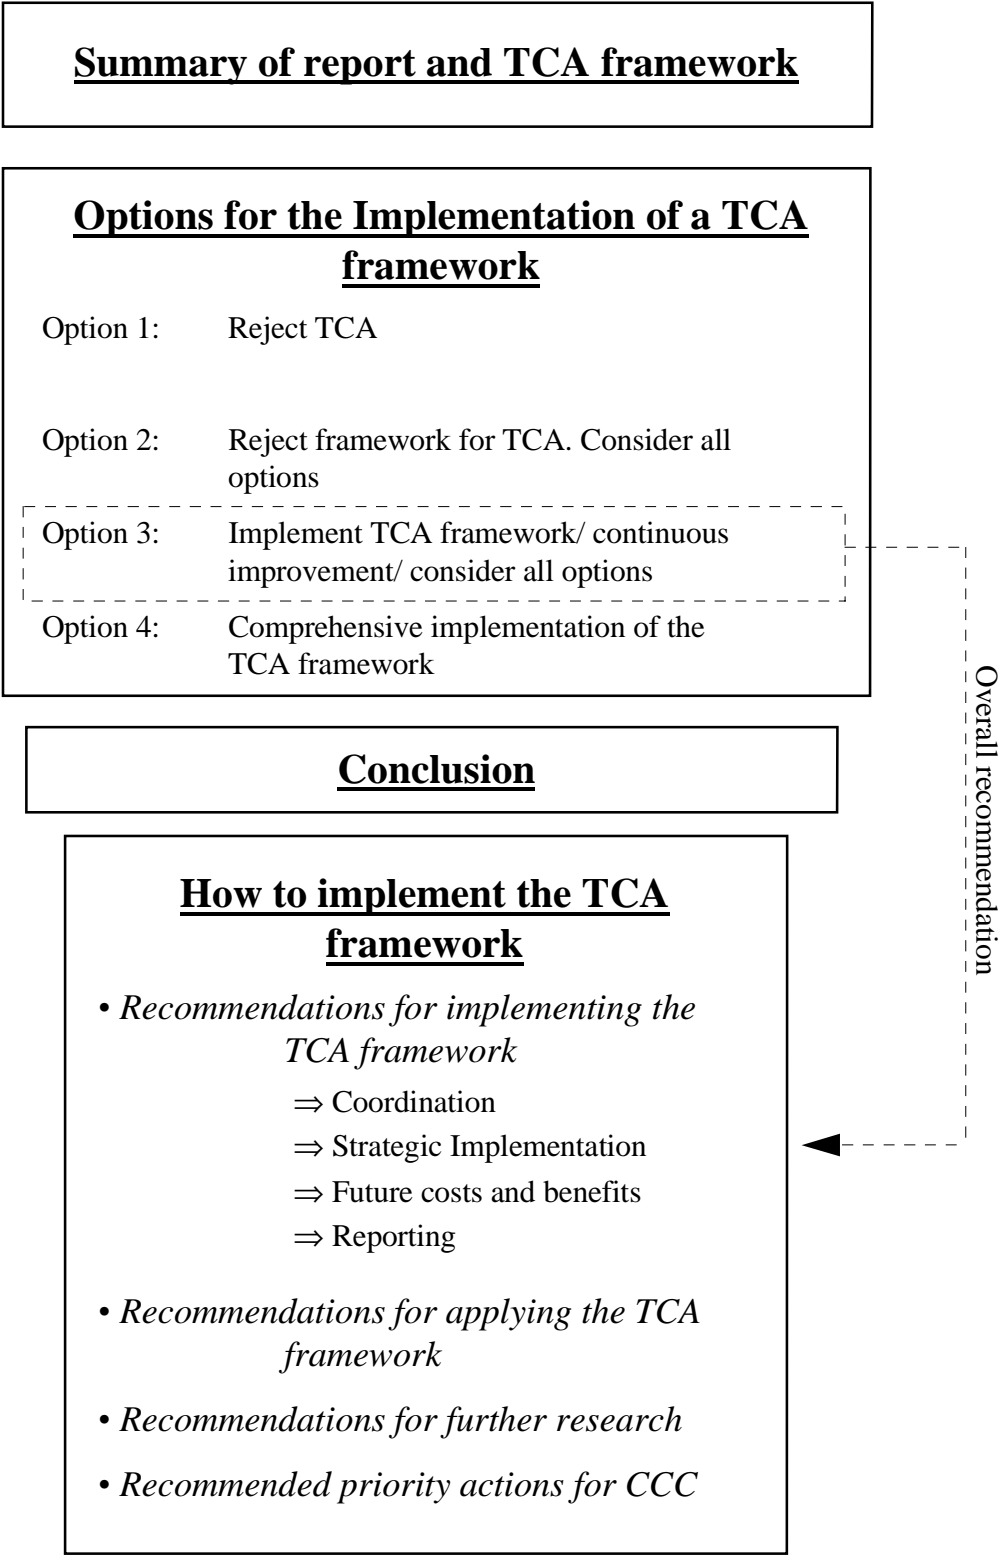 Summary of report and TCA framework
Options for the Implementation of a TCA
framework
Option 1: Reject TCA
Option 2: Reject framework for TCA. Consider all
options
Option 3: Implement TCA framework/ continuous
improvement/ consider all options
Option 4: Comprehensive implementation of the
TCA framework
Overall recommendation
Conclusion
How to implement the TCA
framework
• Recommendations for implementing the
TCA framework
⇒ Coordination
⇒ Strategic Implementation
⇒ Future costs and benefits
⇒ Reporting
• Recommendations for applying the TCA
framework
• Recommendations for further research
• Recommended priority actions for CCC